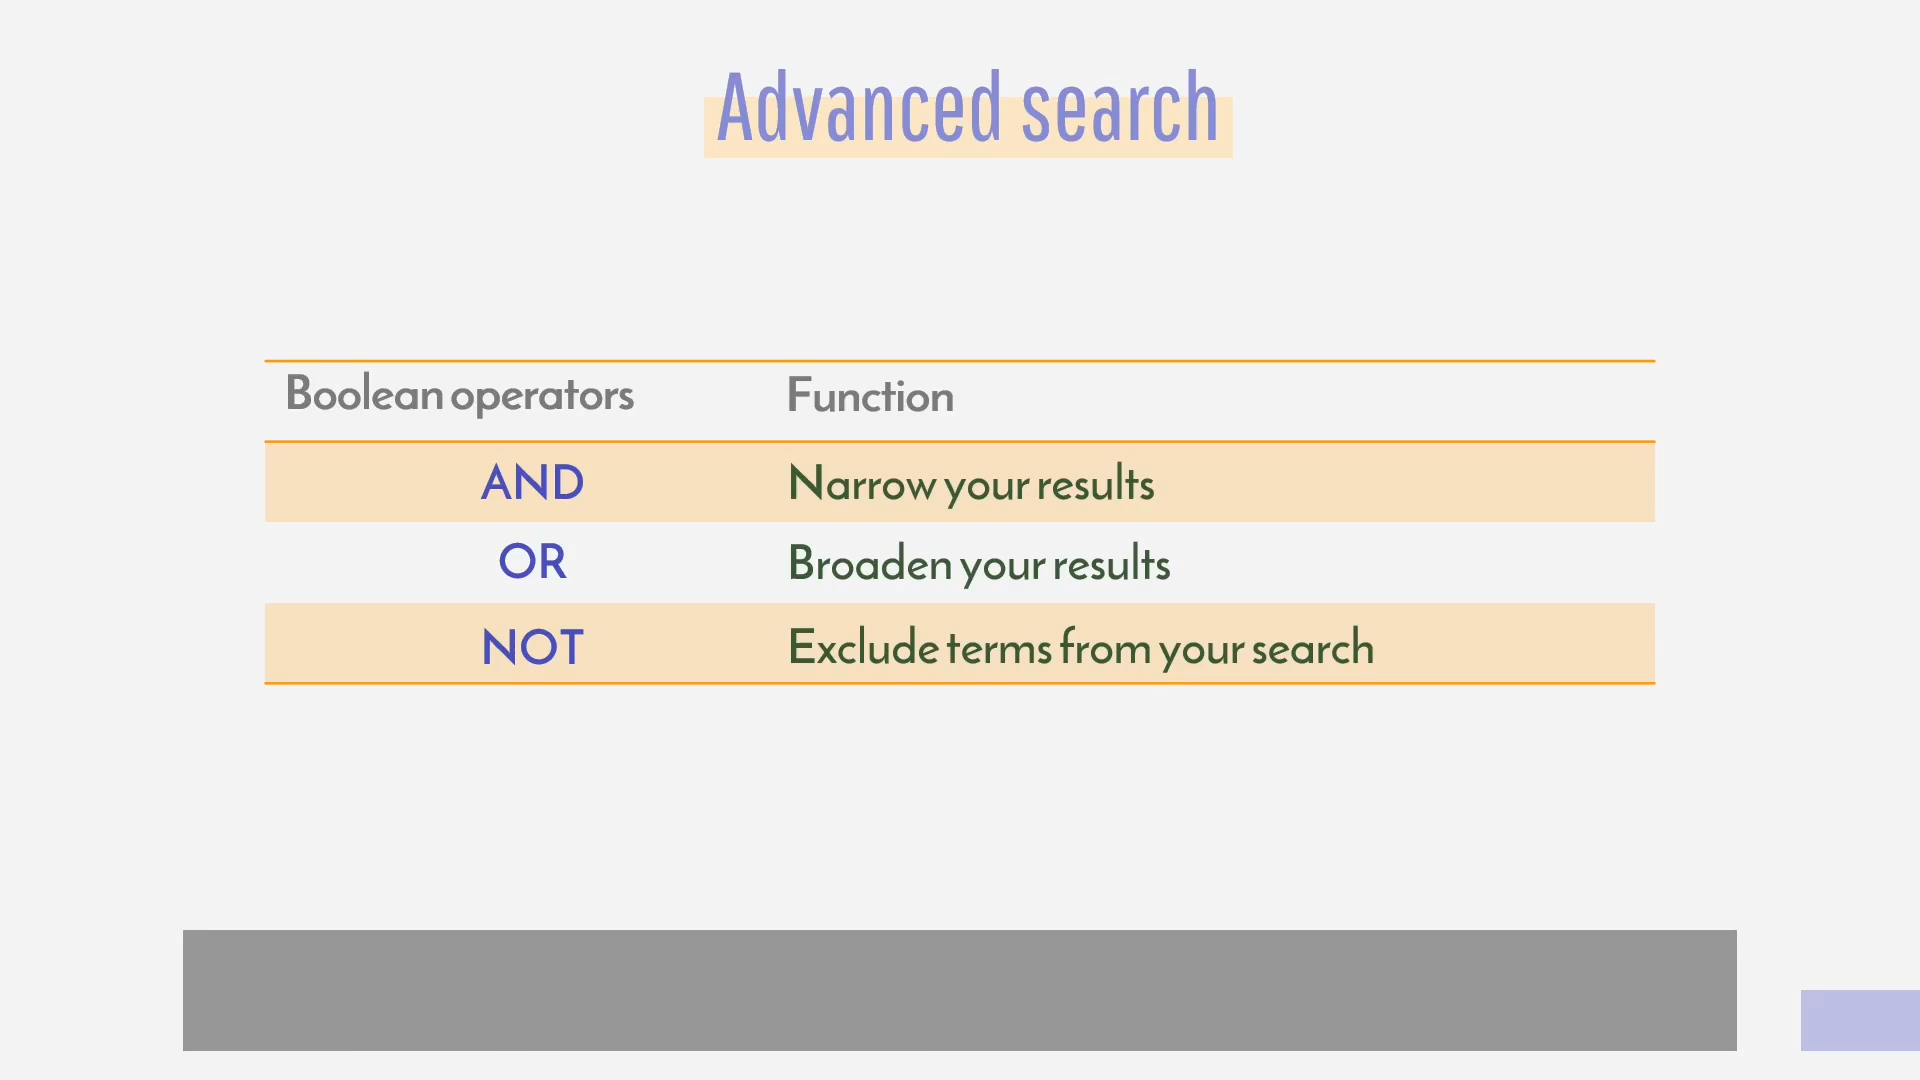 Advanced search
Boolean operators Function
AND Narrow your results
OR Broaden your results
NOT Exclude terms from your search